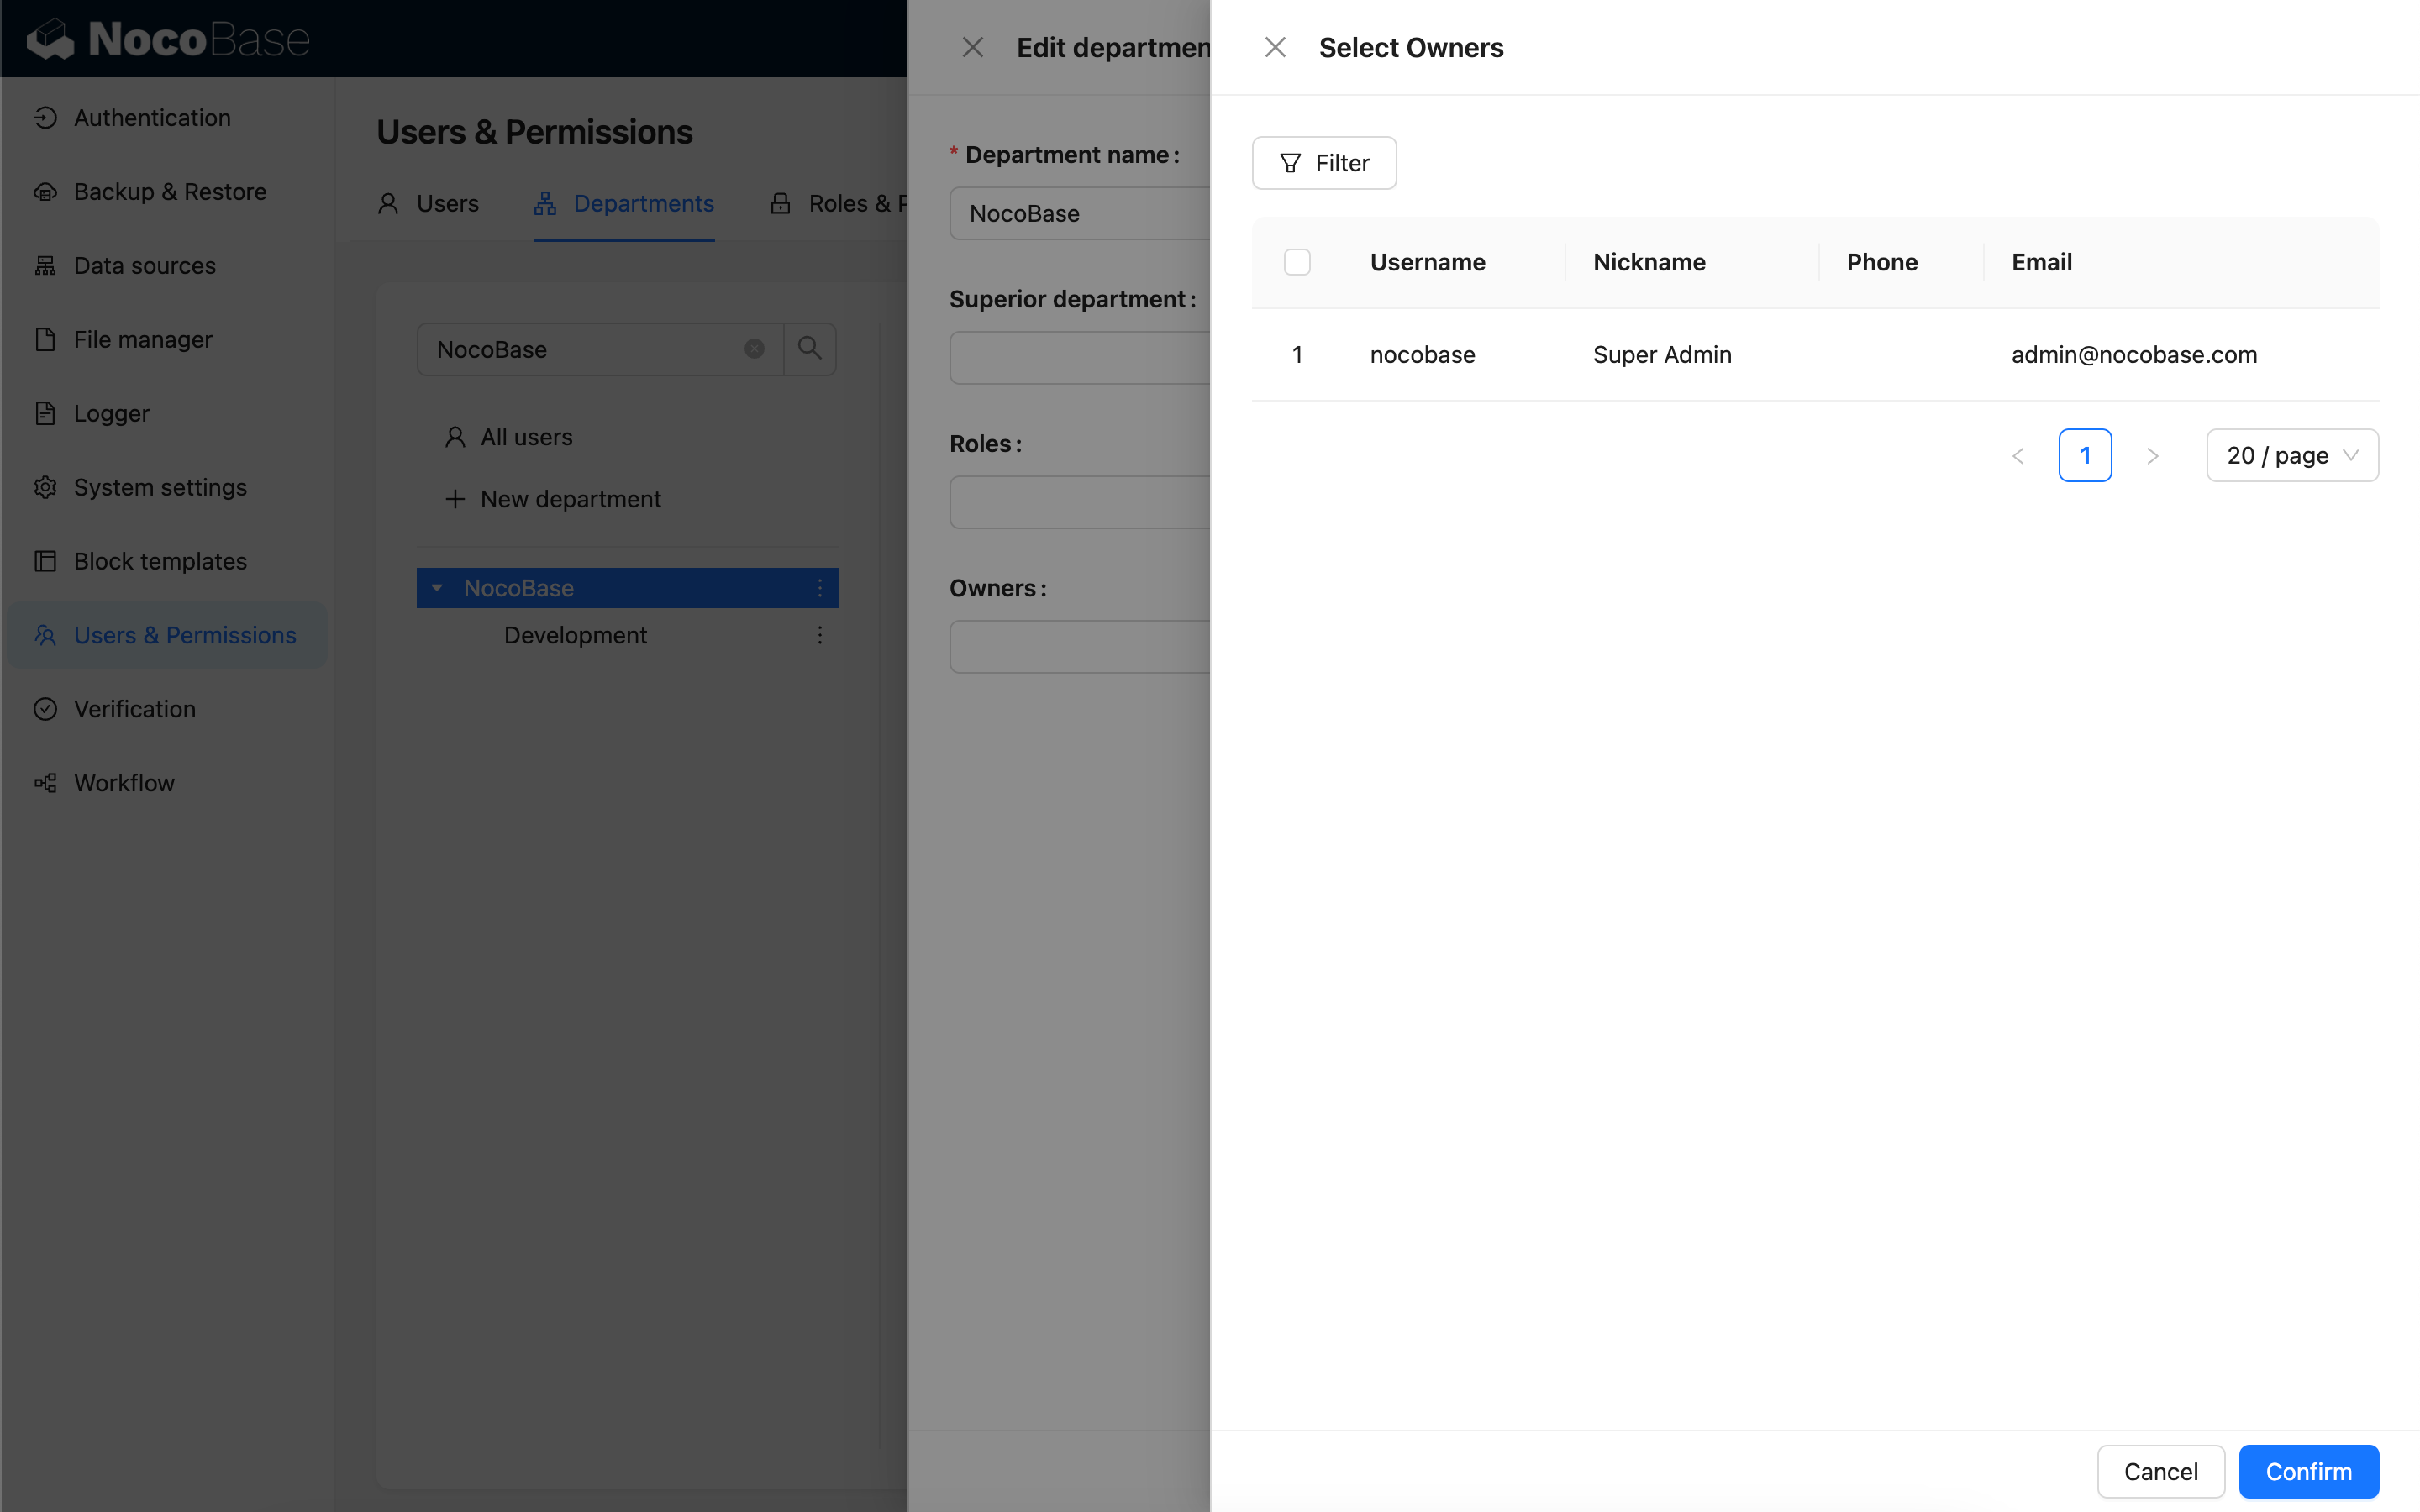 NocoBase
Authentication
Backup & Restore
Data sources
File manager
Logger
System settings
Block templates
Users & Permissions
Verification
Workflow
Users & Permissions
Users
Departments
Roles & P
NocoBase
All users
New department
NocoBase
Development
Edit departmen
* Department name :
NocoBase
Superior department :
Roles :
Owners :
Select Owners
Filter
Username Nickname Phone Email
1 nocobase Super Admin admin@nocobase.com
1
20 / page
Cancel
Confirm